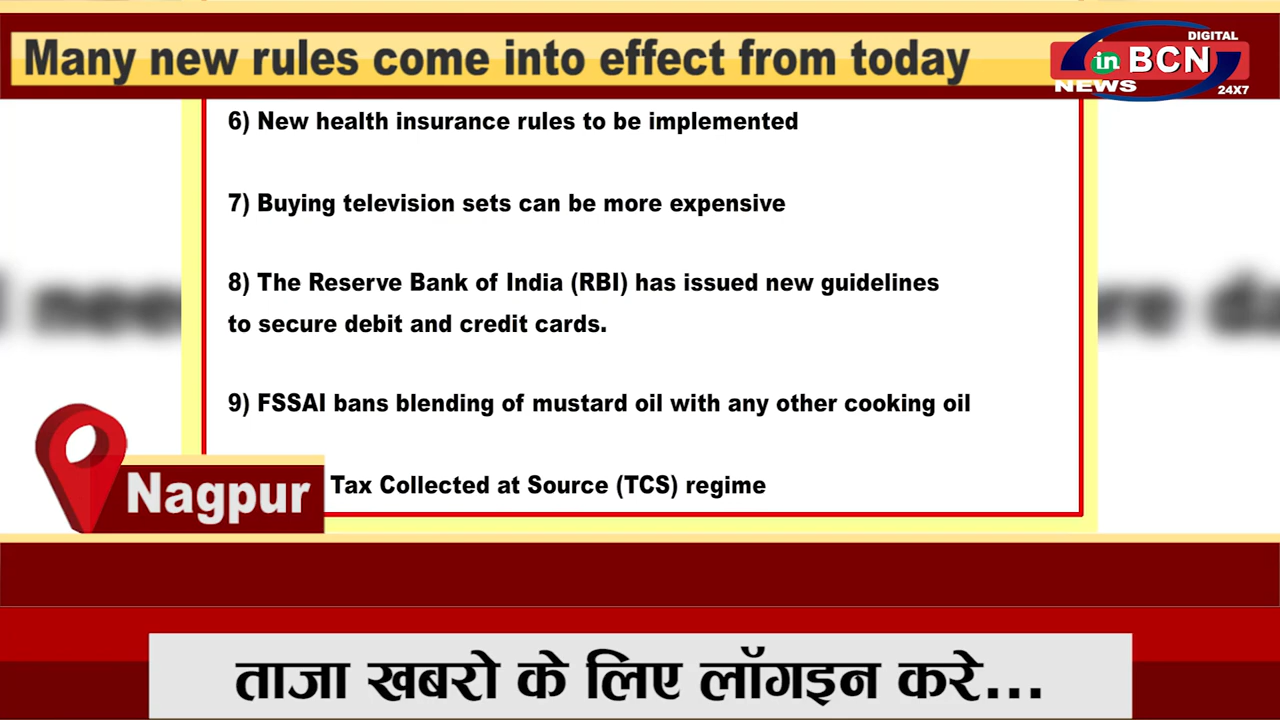 Many new rules come into effect from today
DIGITAL
in BCN
NEWS
24X7
6) New health insurance rules to be implemented
7) Buying television sets can be more expensive
8) The Reserve Bank of India (RBI) has issued new guidelines
to secure debit and credit cards.
9) FSSAI bans blending of mustard oil with any other cooking oil
Tax Collected at Source (TCS) regime
Nagpur
ताजा खबरो के लिए लॉगइन करे...